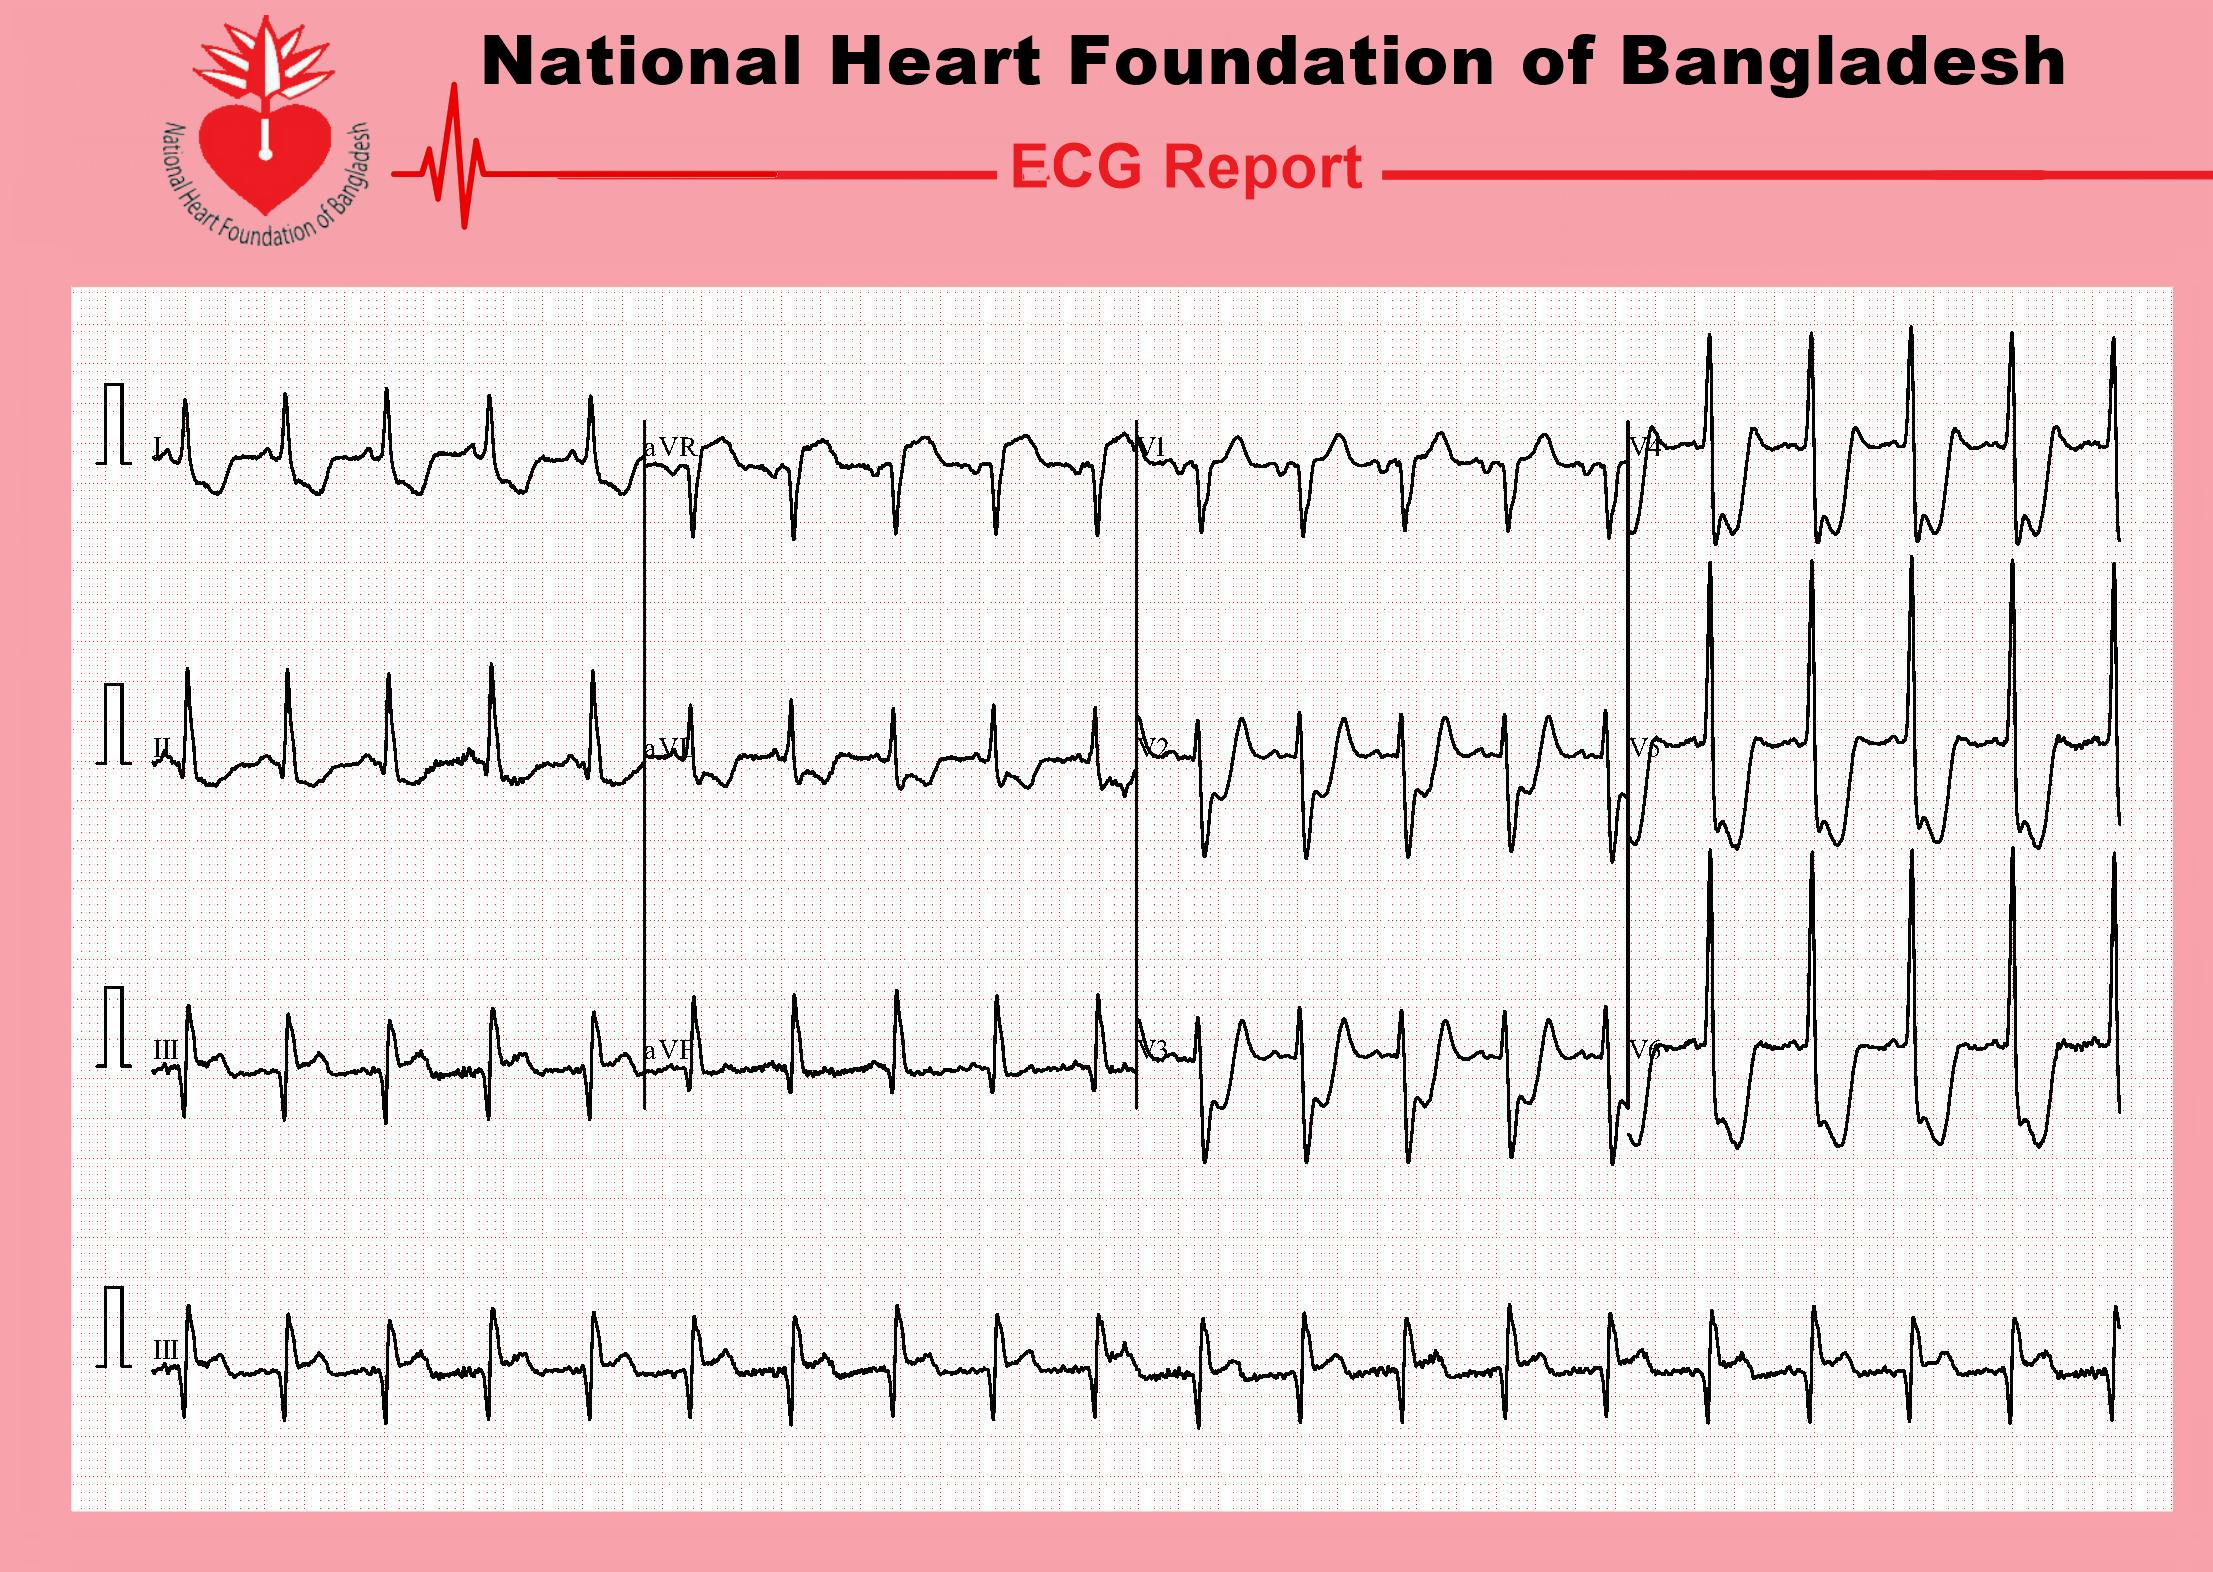 National Heart Foundation of Bangladesh
National Heart Foundation of Bangladesh
ECG Report
I
aVR
V1
V4
II
aVL
V2
V5
III
aVF
V3
V6
III